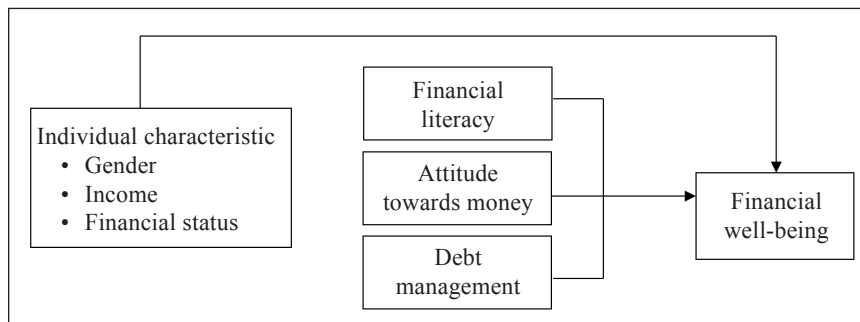 Individual characteristic
• Gender
• Income
• Financial status
Financial
literacy
Attitude
towards money
Debt
management
Financial
well-being